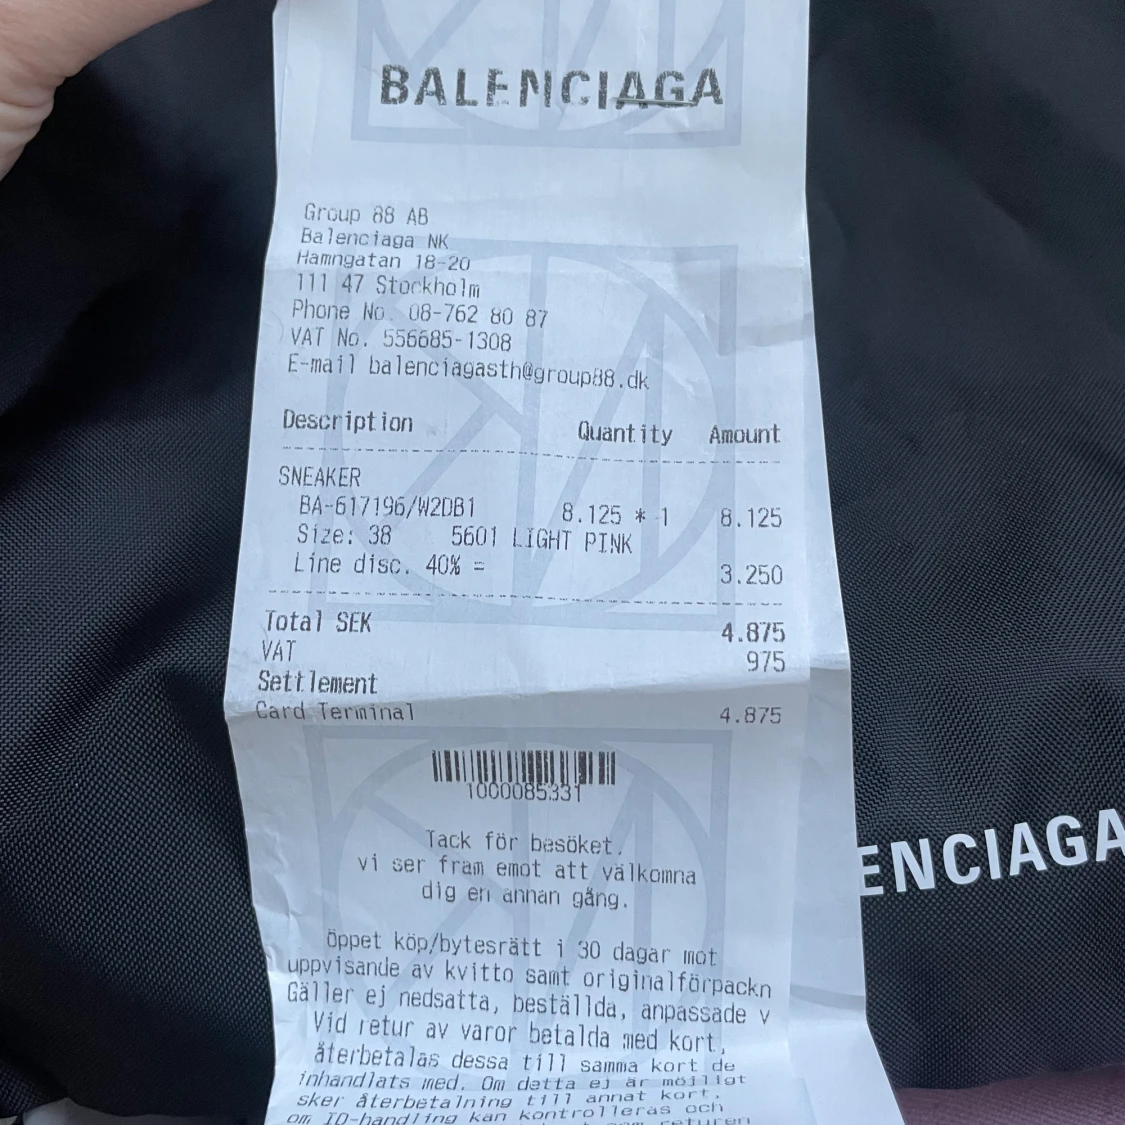 BALENCIAGA
Group 88 AB
Balenciaga NK
Hamngatan 18-20
111 47 Stockholm
Phone No. 08-762 80 87
VAT No. 556685-1308
E-mail balenciagasth@group88.dk
Description Quantity Amount
SNEAKER
BA-617196/W2DB1 8.125 * 1 8.125
Size: 38 5601 LIGHT PINK
Line disc. 40% = 3.250
Total SEK 4.875
VAT 975
Settlement
Card Terminal 4.875
1000085331
Tack för besöket.
vi ser fram emot att välkomna
dig en annan gång.
Öppet köp/bytesrätt i 30 dagar mot
uppvisande av kvitto samt originalförpackn
Gäller ej nedsatta, beställda, anpassade v
Vid retur av varor betalda med kort,
återbetalas dessa till samma kort de
inhandlats med. Om detta ej är möjligt
sker återbetalning till annat kort,
om ID-handling kan kontrolleras och
returen
ENCIAGA